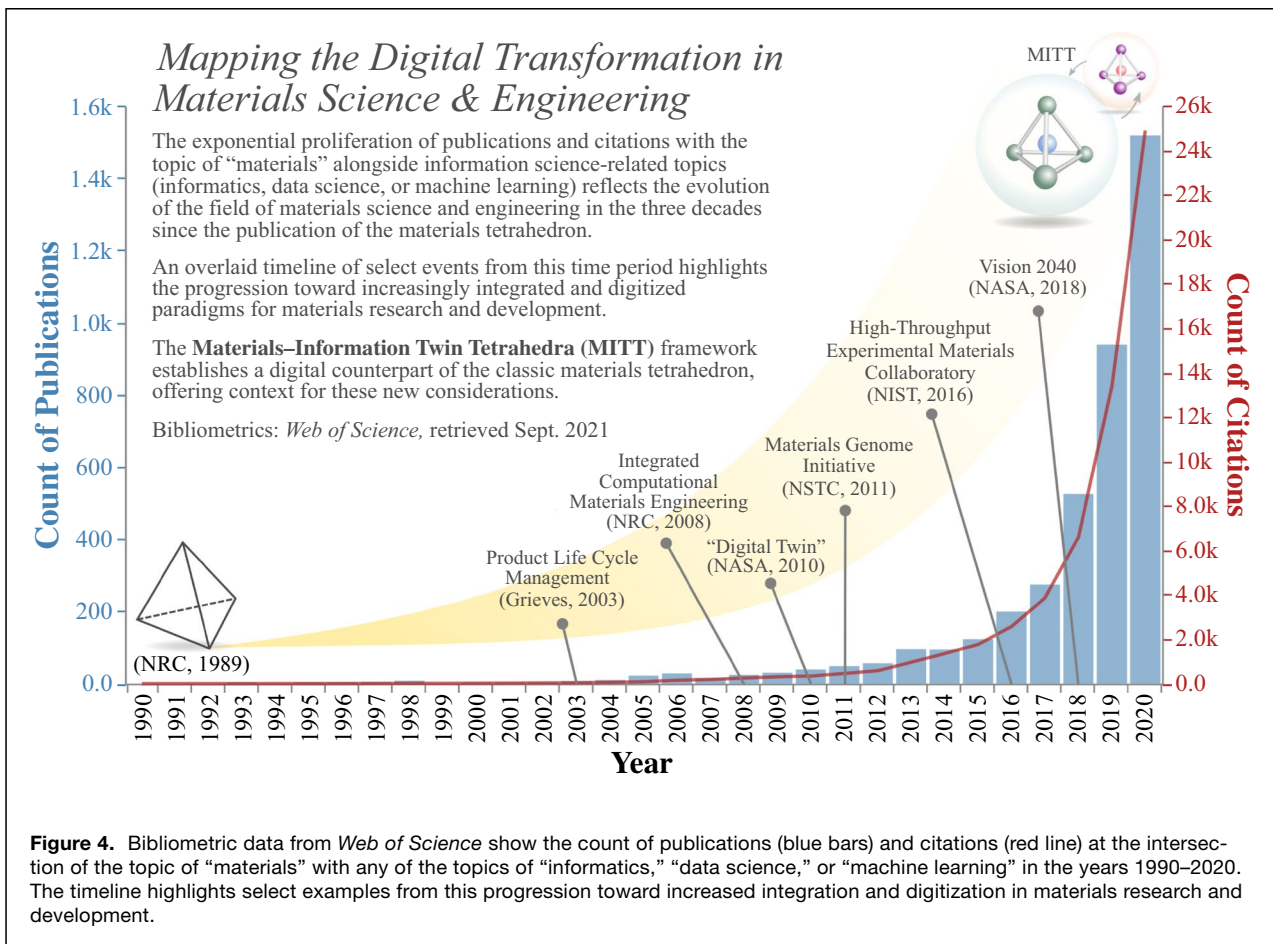 Mapping the Digital Transformation in
Materials Science & Engineering
The exponential proliferation of publications and citations with the
topic of “materials” alongside information science-related topics
(informatics, data science, or machine learning) reflects the evolution
of the field of materials science and engineering in the three decades
since the publication of the materials tetrahedron.
An overlaid timeline of select events from this time period highlights
the progression toward increasingly integrated and digitized
paradigms for materials research and development.
The Materials–Information Twin Tetrahedra (MITT) framework
establishes a digital counterpart of the classic materials tetrahedron,
offering context for these new considerations.
Bibliometrics: Web of Science, retrieved Sept. 2021
MITT
Count of Publications
1.6k
1.4k
1.2k
1.0k
800
600
400
200
0.0
(NRC, 1989)
Product Life Cycle
Management
(Grieves, 2003)
Integrated
Computational
Materials Engineering
(NRC, 2008)
“Digital Twin”
(NASA, 2010)
Materials Genome
Initiative
(NSTC, 2011)
High-Throughput
Experimental Materials
Collaboratory
(NIST, 2016)
Vision 2040
(NASA, 2018)
26k
24k
22k
20k
18k
16k
14k
12k
10k
8.0k
6.0k
4.0k
2.0k
0.0
Count of Citations
1990
1991
1992
1993
1994
1995
1996
1997
1998
1999
2000
2001
2002
2003
2004
2005
2006
2007
2008
2009
2010
2011
2012
2013
2014
2015
2016
2017
2018
2019
2020
Year
Figure 4. Bibliometric data from Web of Science show the count of publications (blue bars) and citations (red line) at the intersec-
tion of the topic of “materials” with any of the topics of “informatics,” “data science,” or “machine learning” in the years 1990–2020.
The timeline highlights select examples from this progression toward increased integration and digitization in materials research and
development.